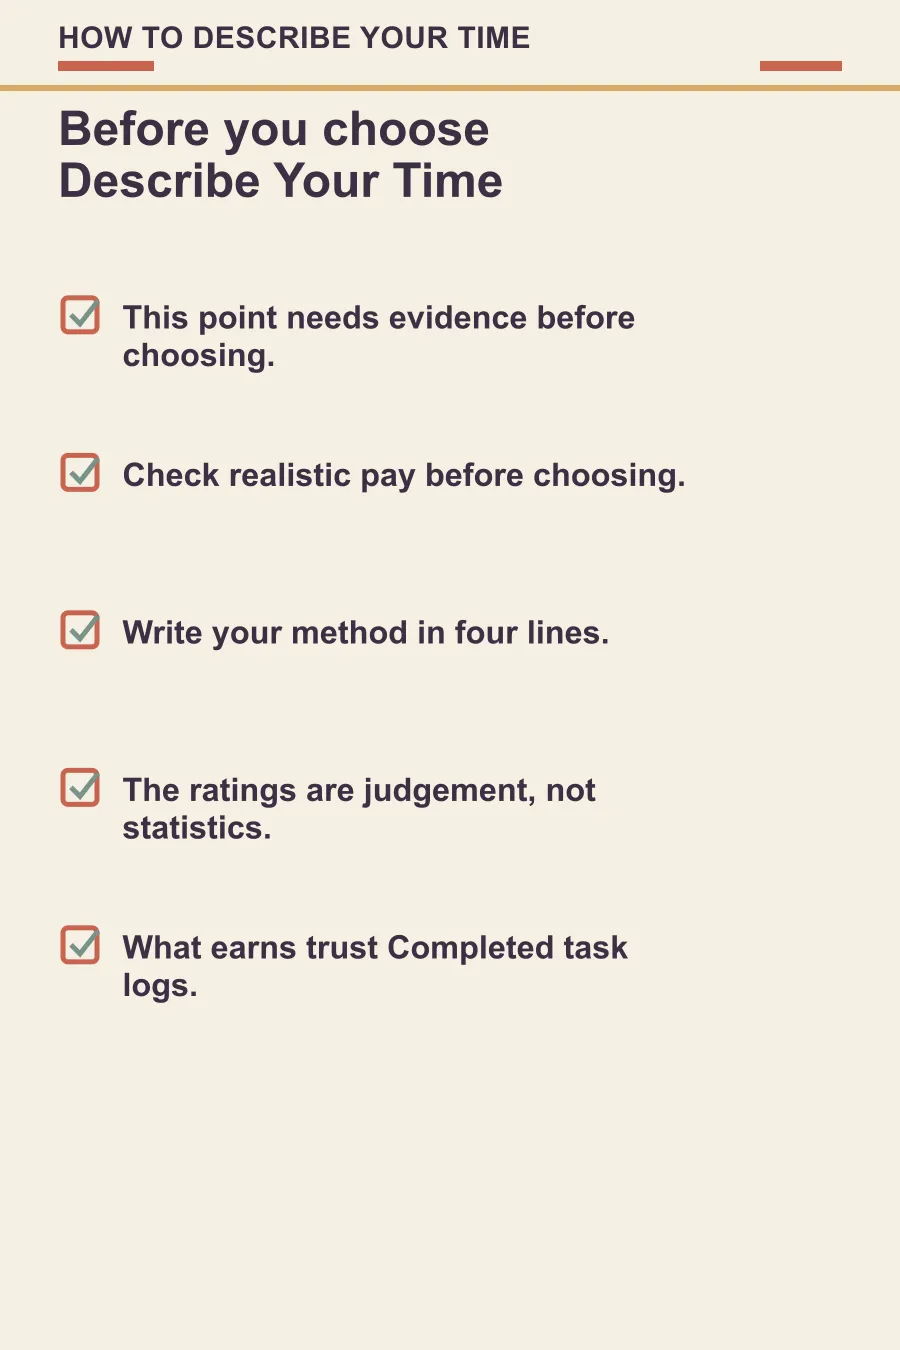 HOW TO DESCRIBE YOUR TIME
Before you choose
Describe Your Time
This point needs evidence before
choosing.
Check realistic pay before choosing.
Write your method in four lines.
The ratings are judgement, not
statistics.
What earns trust Completed task
logs.